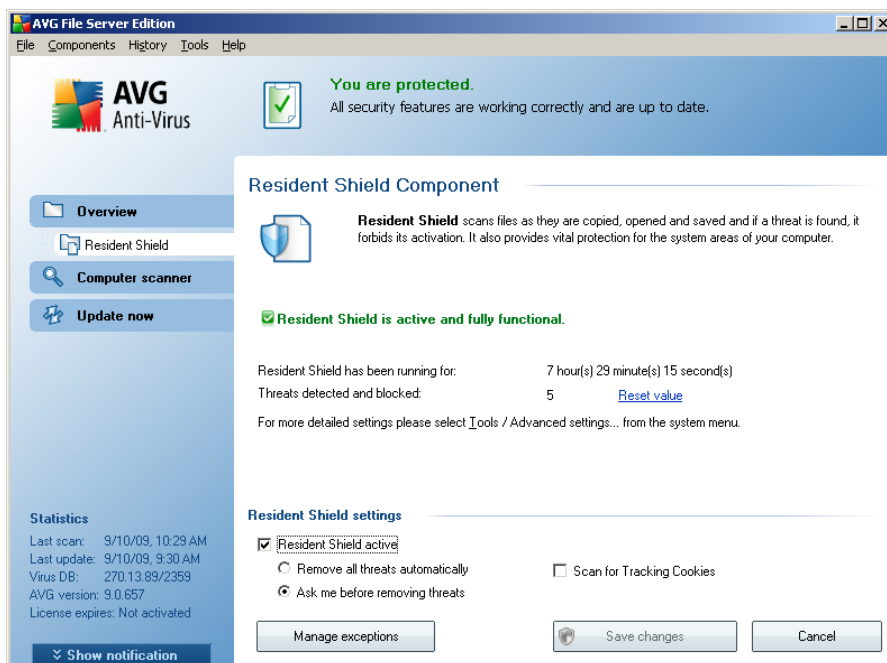 AVG File Server Edition
File Components History Tools Help
AVG
Anti-Virus
You are protected.
All security features are working correctly and are up to date.
Overview
Resident Shield
Computer scanner
Update now
Resident Shield Component
Resident Shield scans files as they are copied, opened and saved and if a threat is found, it
forbids its activation. It also provides vital protection for the system areas of your computer.
Resident Shield is active and fully functional.
Resident Shield has been running for: 7 hour(s) 29 minute(s) 15 second(s)
Threats detected and blocked: 5 Reset value
For more detailed settings please select Tools / Advanced settings... from the system menu.
Statistics
Last scan: 9/10/09, 10:29 AM
Last update: 9/10/09, 9:30 AM
Virus DB: 270.13.89/2359
AVG version: 9.0.657
License expires: Not activated
Show notification
Resident Shield settings
Resident Shield active
Remove all threats automatically
Ask me before removing threats
Scan for Tracking Cookies
Manage exceptions
Save changes
Cancel